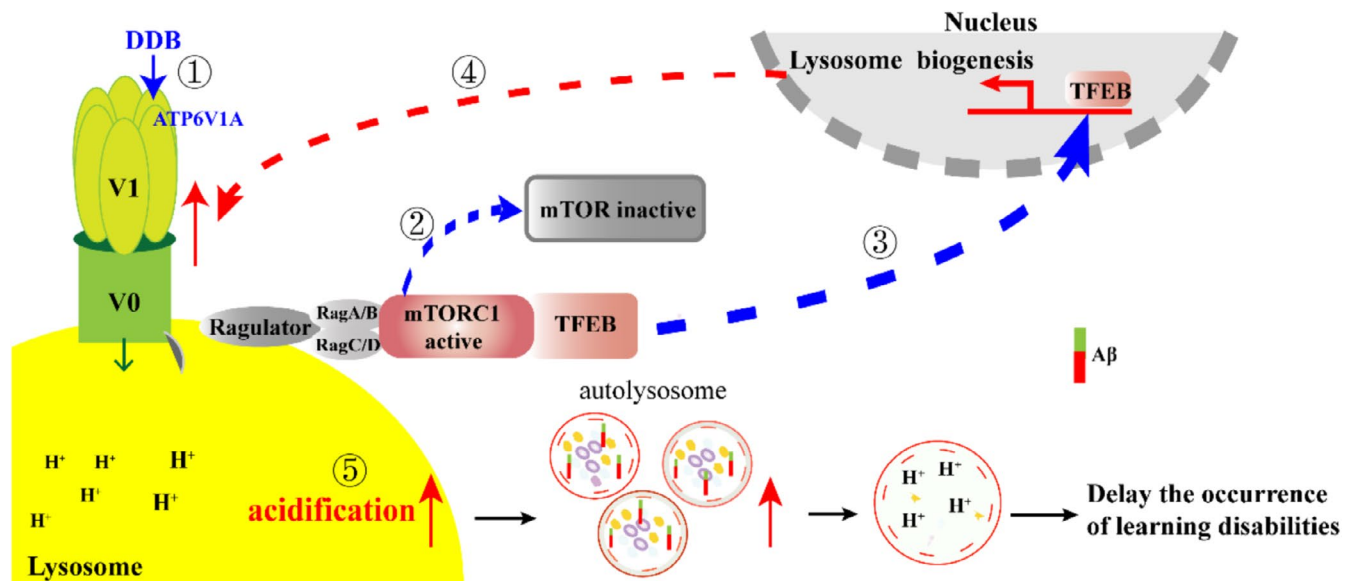 Nucleus
DDB
①
④
Lysosome biogenesis
TFEB
ATP6V1A
V1
②
mTOR inactive
③
V0
Ragulator
RagA/B
RagC/D
mTORC1
active
TFEB
Aβ
autolysosome
H⁺
H⁺
H⁺
H⁺
H⁺
H⁺
⑤
acidification
H⁺
H⁺
H⁺
H⁺
Delay the occurrence
of learning disabilities
Lysosome